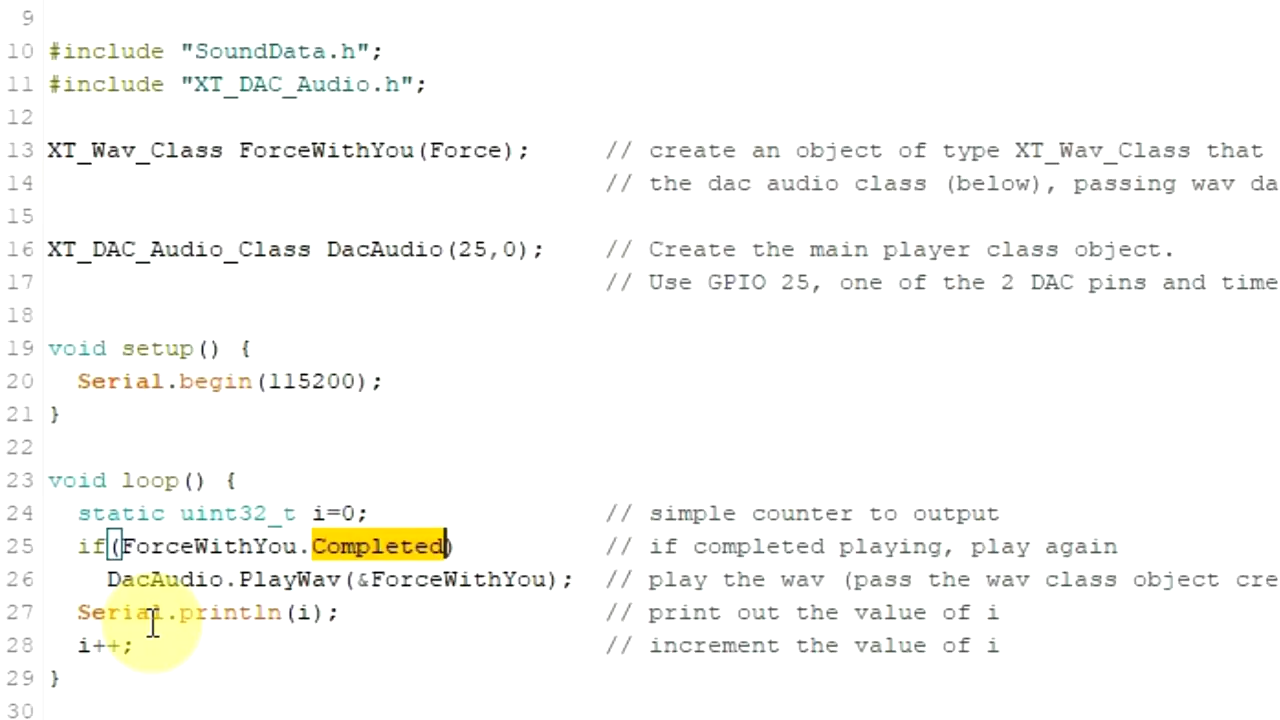 9
10 #include "SoundData.h";
11 #include "XT_DAC_Audio.h";
12
13 XT_Wav_Class ForceWithYou(Force); // create an object of type XT_Wav_Class that
14 // the dac audio class (below), passing wav da
15
16 XT_DAC_Audio_Class DacAudio(25,0); // Create the main player class object.
17 // Use GPIO 25, one of the 2 DAC pins and time
18
19 void setup() {
20 Serial.begin(115200);
21 }
22
23 void loop() {
24 static uint32_t i=0; // simple counter to output
25 if(ForceWithYou.Completed) // if completed playing, play again
26 DacAudio.PlayWav(&ForceWithYou); // play the wav (pass the wav class object cre
27 Serial.println(i); // print out the value of i
28 i++; // increment the value of i
29 }
30